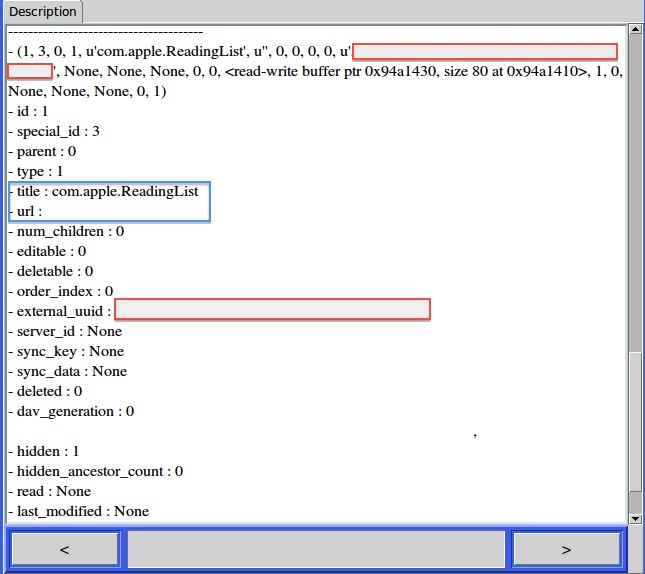 Description
----------------------------------------
- (1, 3, 0, 1, u'com.apple.ReadingList', u'', 0, 0, 0, 0, u'
', None, None, None, 0, 0, <read-write buffer ptr 0x94a1430, size 80 at 0x94a1410>, 1, 0,
None, None, None, 0, 1)
- id : 1
- special_id : 3
- parent : 0
- type : 1
- title : com.apple.ReadingList
- url :
- num_children : 0
- editable : 0
- deletable : 0
- order_index : 0
- external_uuid :
- server_id : None
- sync_key : None
- sync_data : None
- deleted : 0
- dav_generation : 0
,
- hidden : 1
- hidden_ancestor_count : 0
- read : None
- last_modified : None
< >